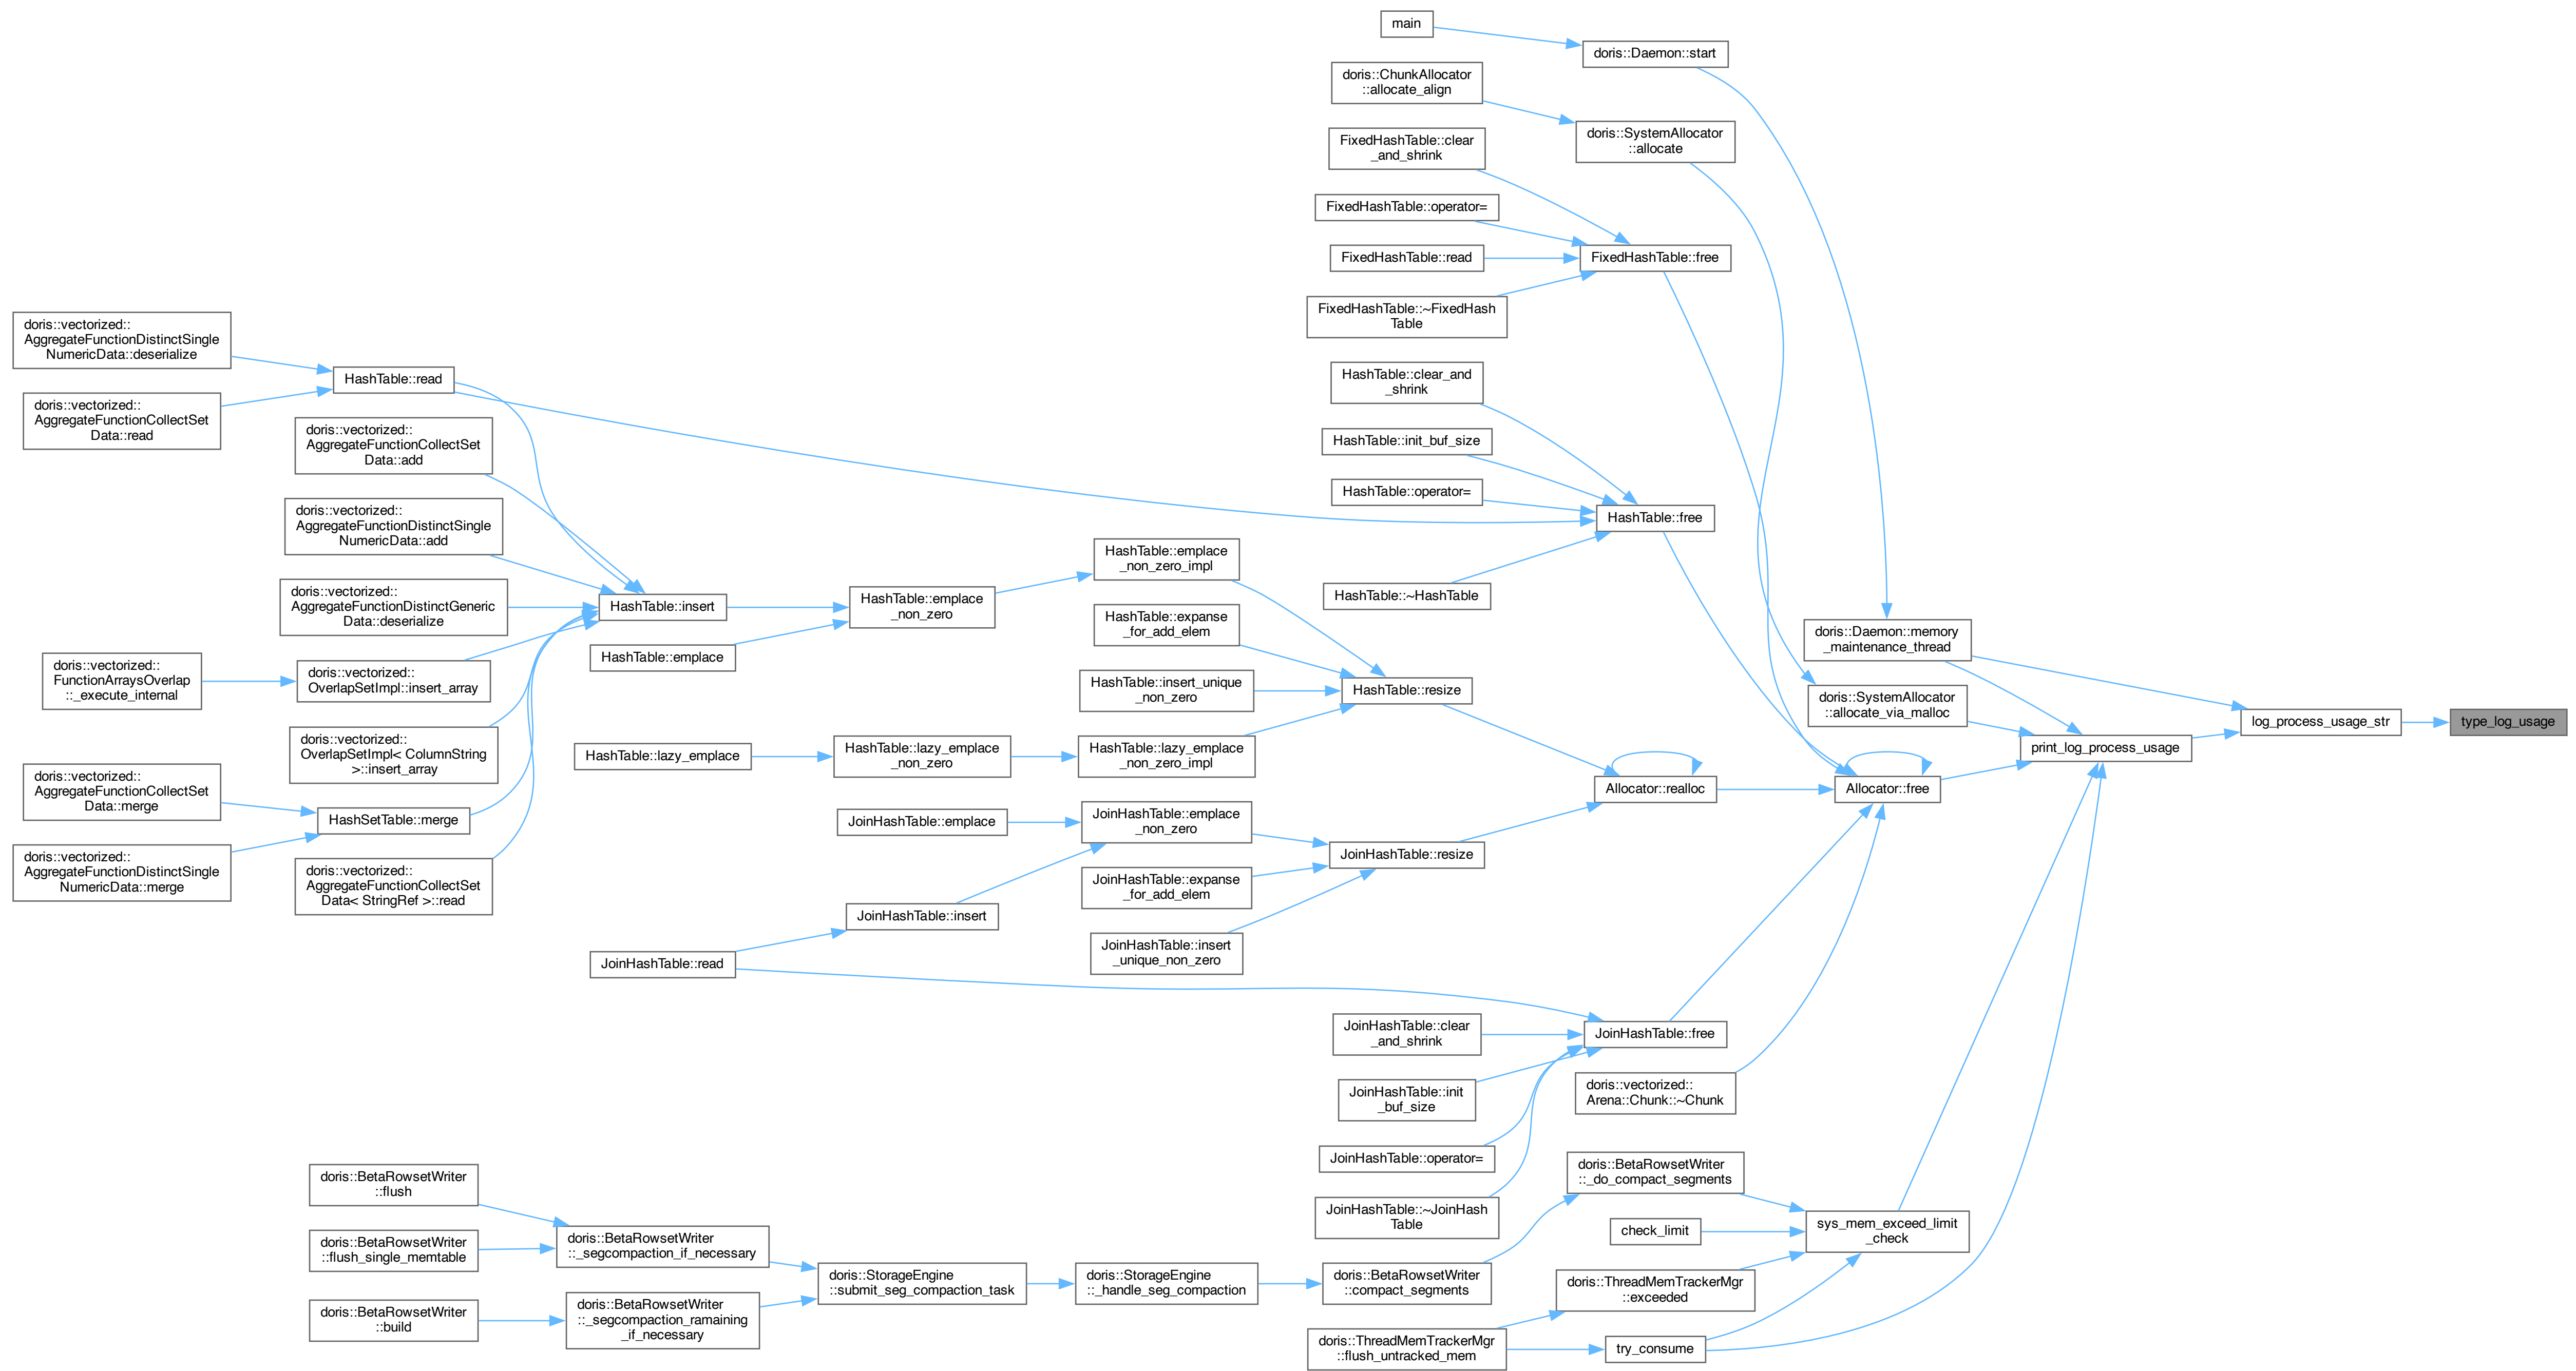 main
doris::Daemon::start
doris::ChunkAllocator
::allocate_align
doris::SystemAllocator
::allocate
FixedHashTable::clear
_and_shrink
FixedHashTable::operator=
FixedHashTable::read
FixedHashTable::free
FixedHashTable::~FixedHash
Table
doris::vectorized::
AggregateFunctionDistinctSingle
NumericData::deserialize
HashTable::read
doris::vectorized::
AggregateFunctionCollectSet
Data::read
doris::vectorized::
AggregateFunctionCollectSet
Data::add
doris::vectorized::
AggregateFunctionDistinctSingle
NumericData::add
doris::vectorized::
AggregateFunctionDistinctGeneric
Data::deserialize
doris::vectorized::
FunctionArraysOverlap
::_execute_internal
doris::vectorized::
OverlapSetImpl::insert_array
doris::vectorized::
OverlapSetImpl< ColumnString
>::insert_array
doris::vectorized::
AggregateFunctionCollectSet
Data::merge
HashSetTable::merge
doris::vectorized::
AggregateFunctionDistinctSingle
NumericData::merge
doris::vectorized::
AggregateFunctionCollectSet
Data< StringRef >::read
HashTable::insert
HashTable::emplace
HashTable::emplace
_non_zero
HashTable::emplace
_non_zero_impl
HashTable::expanse
_for_add_elem
HashTable::insert_unique
_non_zero
HashTable::lazy_emplace
HashTable::lazy_emplace
_non_zero
HashTable::lazy_emplace
_non_zero_impl
HashTable::resize
HashTable::clear_and
_shrink
HashTable::init_buf_size
HashTable::operator=
HashTable::free
HashTable::~HashTable
doris::Daemon::memory
_maintenance_thread
doris::SystemAllocator
::allocate_via_malloc
log_process_usage_str
type_log_usage
print_log_process_usage
Allocator::realloc
Allocator::free
JoinHashTable::emplace
JoinHashTable::emplace
_non_zero
JoinHashTable::resize
JoinHashTable::expanse
_for_add_elem
JoinHashTable::insert
JoinHashTable::insert
_unique_non_zero
JoinHashTable::read
JoinHashTable::clear
_and_shrink
JoinHashTable::free
JoinHashTable::init
_buf_size
doris::vectorized::
Arena::Chunk::~Chunk
JoinHashTable::operator=
JoinHashTable::~JoinHash
Table
doris::BetaRowsetWriter
::_do_compact_segments
check_limit
sys_mem_exceed_limit
_check
doris::ThreadMemTrackerMgr
::exceeded
doris::ThreadMemTrackerMgr
::flush_untracked_mem
try_consume
doris::BetaRowsetWriter
::flush
doris::BetaRowsetWriter
::flush_single_memtable
doris::BetaRowsetWriter
::build
doris::BetaRowsetWriter
::_segcompaction_if_necessary
doris::BetaRowsetWriter
::_segcompaction_ramaining
_if_necessary
doris::StorageEngine
::submit_seg_compaction_task
doris::StorageEngine
::_handle_seg_compaction
doris::BetaRowsetWriter
::compact_segments